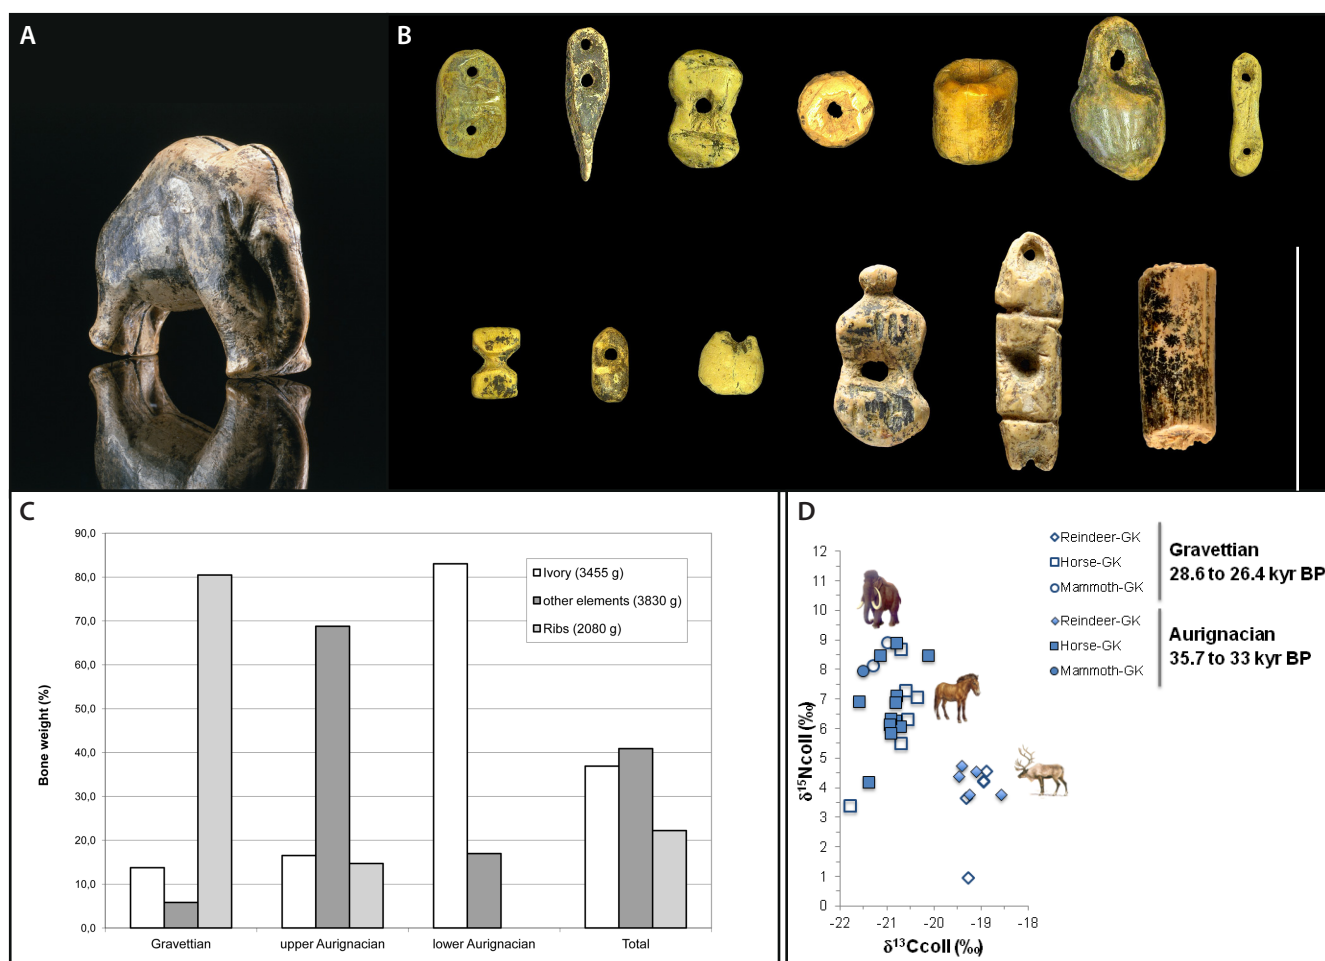 A
B
C
90,0
80,0
70,0
60,0
50,0
40,0
30,0
20,0
10,0
0,0
Bone weight (%)
Ivory (3455 g)
other elements (3830 g)
Ribs (2080 g)
Gravettian
upper Aurignacian
lower Aurignacian
Total
D
Reindeer-GK
Horse-GK
Mammoth-GK
Gravettian
28.6 to 26.4 kyr BP
Reindeer-GK
Horse-GK
Mammoth-GK
Aurignacian
35.7 to 33 kyr BP
12
11
10
9
8
7
6
5
4
3
2
1
0
δ¹⁵Ncoll (‰)
-22
-21
-20
-19
-18
δ¹³Ccoll (‰)